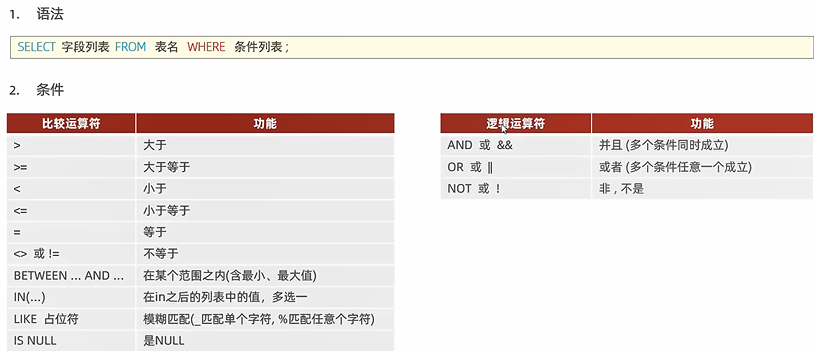 1. 语法
SELECT 字段列表 FROM 表名 WHERE 条件列表 ;
2. 条件
比较运算符 功能
> 大于
>= 大于等于
< 小于
<= 小于等于
= 等于
<> 或 != 不等于
BETWEEN ... AND ... 在某个范围之内(含最小、最大值)
IN(...) 在in之后的列表中的值，多选一
LIKE 占位符 模糊匹配(_匹配单个字符, %匹配任意个字符)
IS NULL 是NULL
逻辑运算符 功能
AND 或 && 并且 (多个条件同时成立)
OR 或 || 或者 (多个条件任意一个成立)
NOT 或 ! 非 , 不是